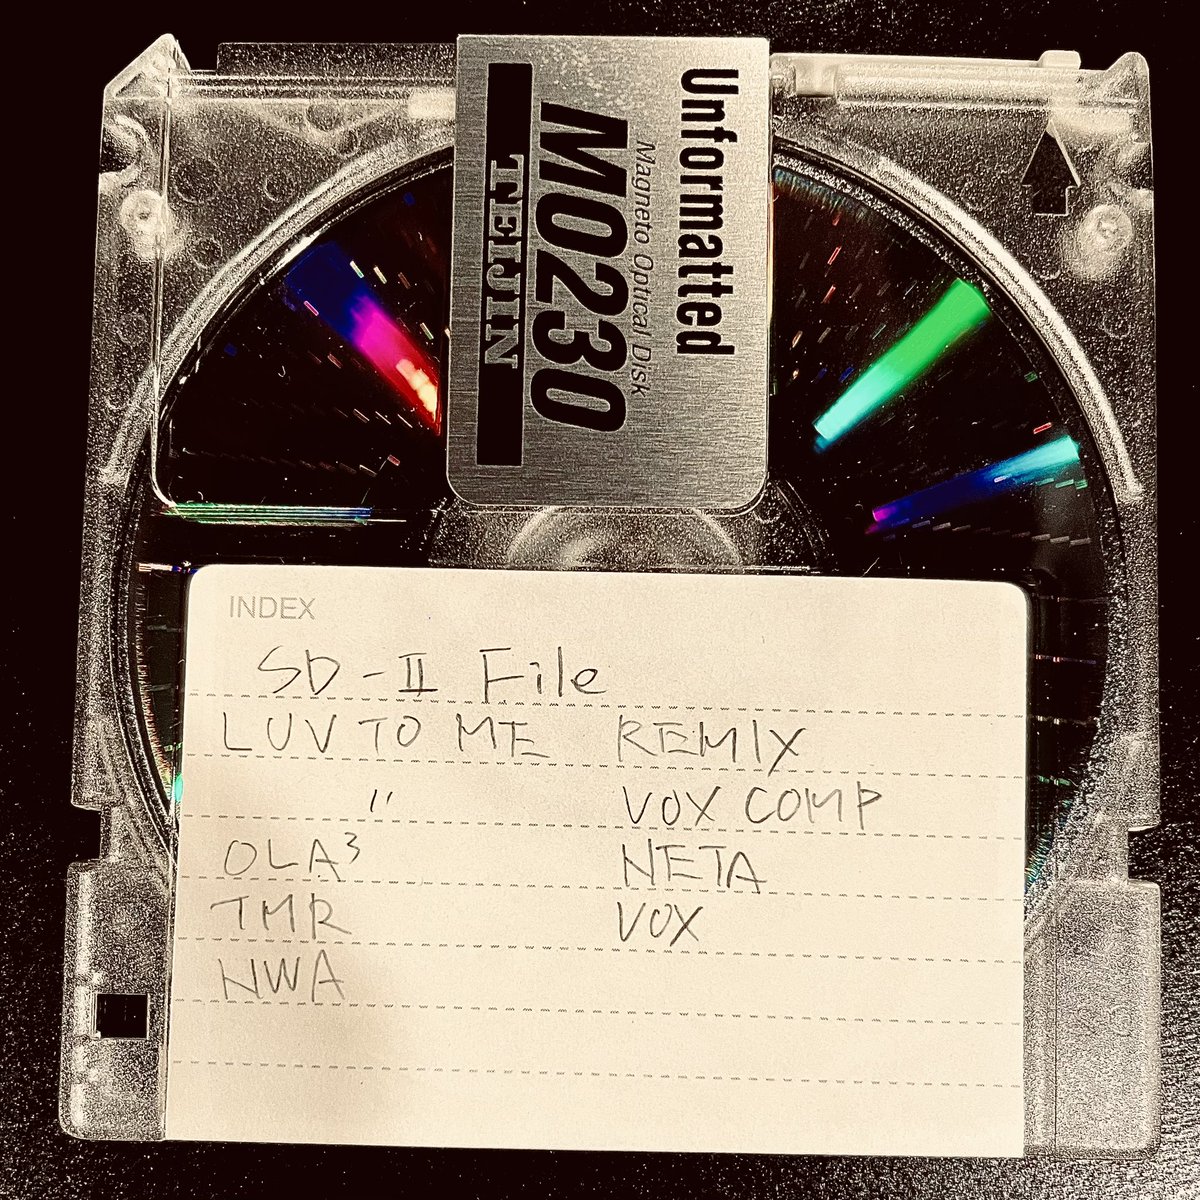 Unformatted
Magneto Optical Disk
MO230
TEIJIN
INDEX
SD-II File
LUV TO ME REMIX
〃 VOX COMP
OLA³ NETA
TMR VOX
NWA